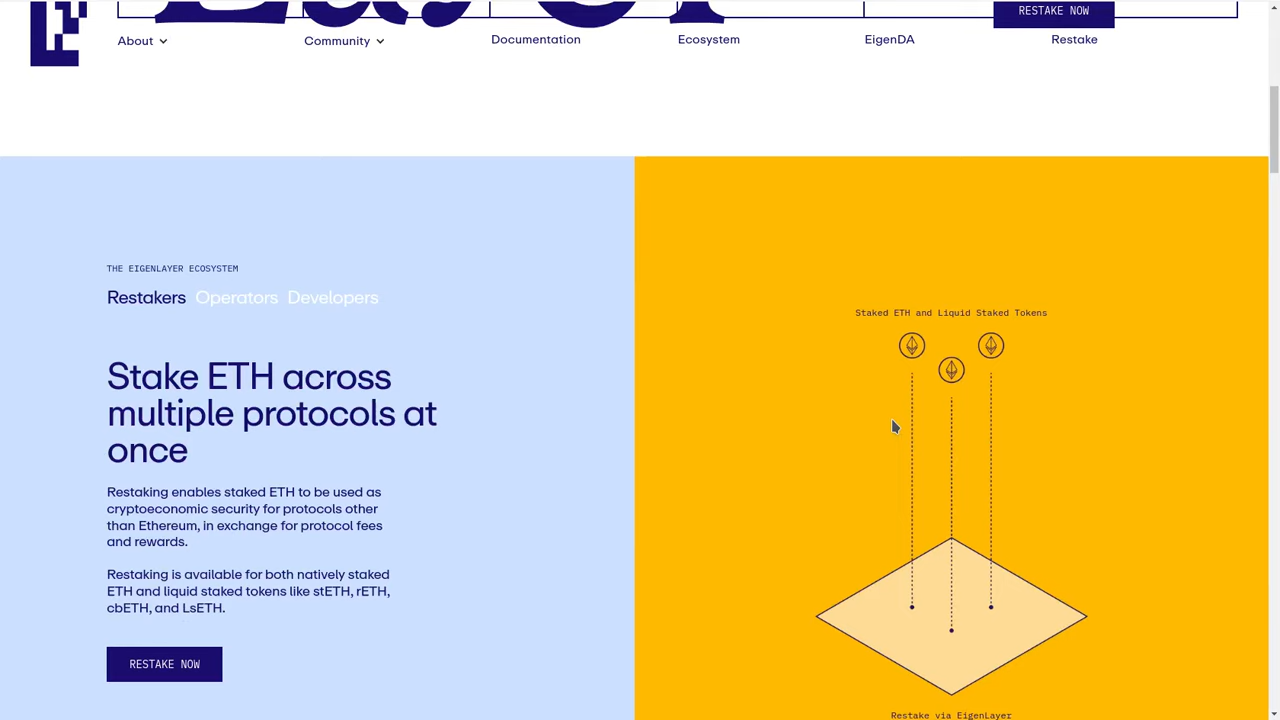 RESTAKE NOW
About
Community
Documentation
Ecosystem
EigenDA
Restake
THE EIGENLAYER ECOSYSTEM
Restakers Operators Developers
Stake ETH across
multiple protocols at
once
Restaking enables staked ETH to be used as
cryptoeconomic security for protocols other
than Ethereum, in exchange for protocol fees
and rewards.
Restaking is available for both natively staked
ETH and liquid staked tokens like stETH, rETH,
cbETH, and LsETH.
RESTAKE NOW
Staked ETH and Liquid Staked Tokens
Restake via EigenLayer